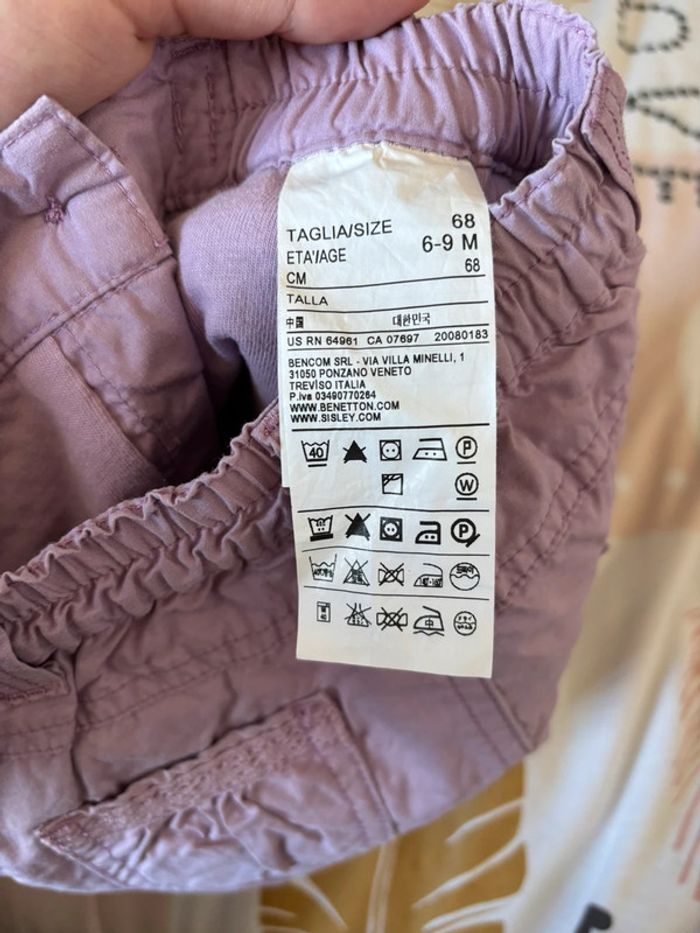 TAGLIA/SIZE 68
ETA'/AGE 6-9 M
CM 68
TALLA
中国 대한민국
US RN 64961 CA 07697 20080183
BENCOM SRL - VIA VILLA MINELLI, 1
31050 PONZANO VENETO
TREVISO ITALIA
P.iva 03490770264
WWW.BENETTON.COM
WWW.SISLEY.COM
40 P
W
P
中
40